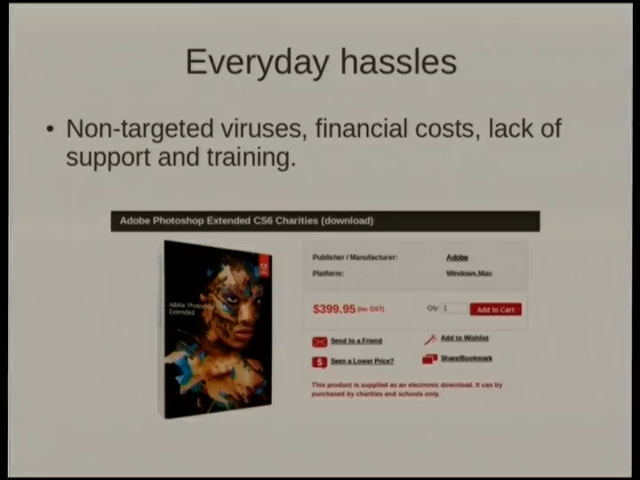 Everyday hassles
• Non-targeted viruses, financial costs, lack of
support and training.
Adobe Photoshop Extended CS6 Charities (download)
Publisher / Manufacturer: Adobe
Platform: Windows,Mac
Adobe Photoshop
Extended
$399.95 (inc GST) Qty: 1 Add to Cart
Send to a Friend Add to Wishlist
Seen a Lower Price? Share/Bookmark
This product is supplied as an electronic download. It can by
purchased by charities and schools only.